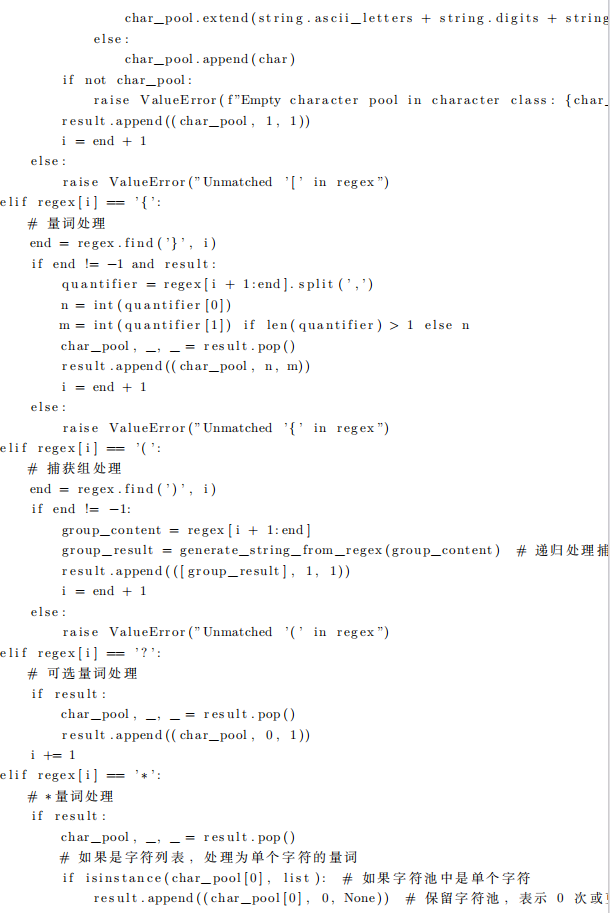 char_pool.extend(string.ascii_letters + string.digits + string
else:
char_pool.append(char)
if not char_pool:
raise ValueError(f"Empty character pool in character class: {char_
result.append((char_pool, 1, 1))
i = end + 1
else:
raise ValueError("Unmatched '[' in regex")
elif regex[i] == '{':
# 量词处理
end = regex.find('}', i)
if end != −1 and result:
quantifier = regex[i + 1:end].split(',')
n = int(quantifier[0])
m = int(quantifier[1]) if len(quantifier) > 1 else n
char_pool, _, _ = result.pop()
result.append((char_pool, n, m))
i = end + 1
else:
raise ValueError("Unmatched '{' in regex")
elif regex[i] == '(':
# 捕获组处理
end = regex.find(')', i)
if end != −1:
group_content = regex[i + 1:end]
group_result = generate_string_from_regex(group_content) # 递归处理捕
result.append(([group_result], 1, 1))
i = end + 1
else:
raise ValueError("Unmatched '(' in regex")
elif regex[i] == '?':
# 可选量词处理
if result:
char_pool, _, _ = result.pop()
result.append((char_pool, 0, 1))
i += 1
elif regex[i] == '*':
# *量词处理
if result:
char_pool, _, _ = result.pop()
# 如果是字符列表, 处理为单个字符的量词
if isinstance(char_pool[0], list): # 如果字符池中是单个字符
result.append((char_pool[0], 0, None)) # 保留字符池, 表示 0 次或